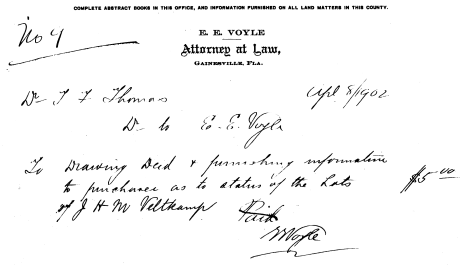 COMPLETE ABSTRACT BOOKS IN THIS OFFICE, AND INFORMATION FURNISHED ON ALL LAND MATTERS IN THIS COUNTY.
No 4
E. E. VOYLE
Attorney at Law,
GAINESVILLE, FLA.
Apl 8/1902
Dr T F Thomas
Dr to E. E. Voyle
To Drawing Deed & furnishing information
to purchaser as to status of the Lots $5.00
of J H M Veltkamp Paid
EEVoyle